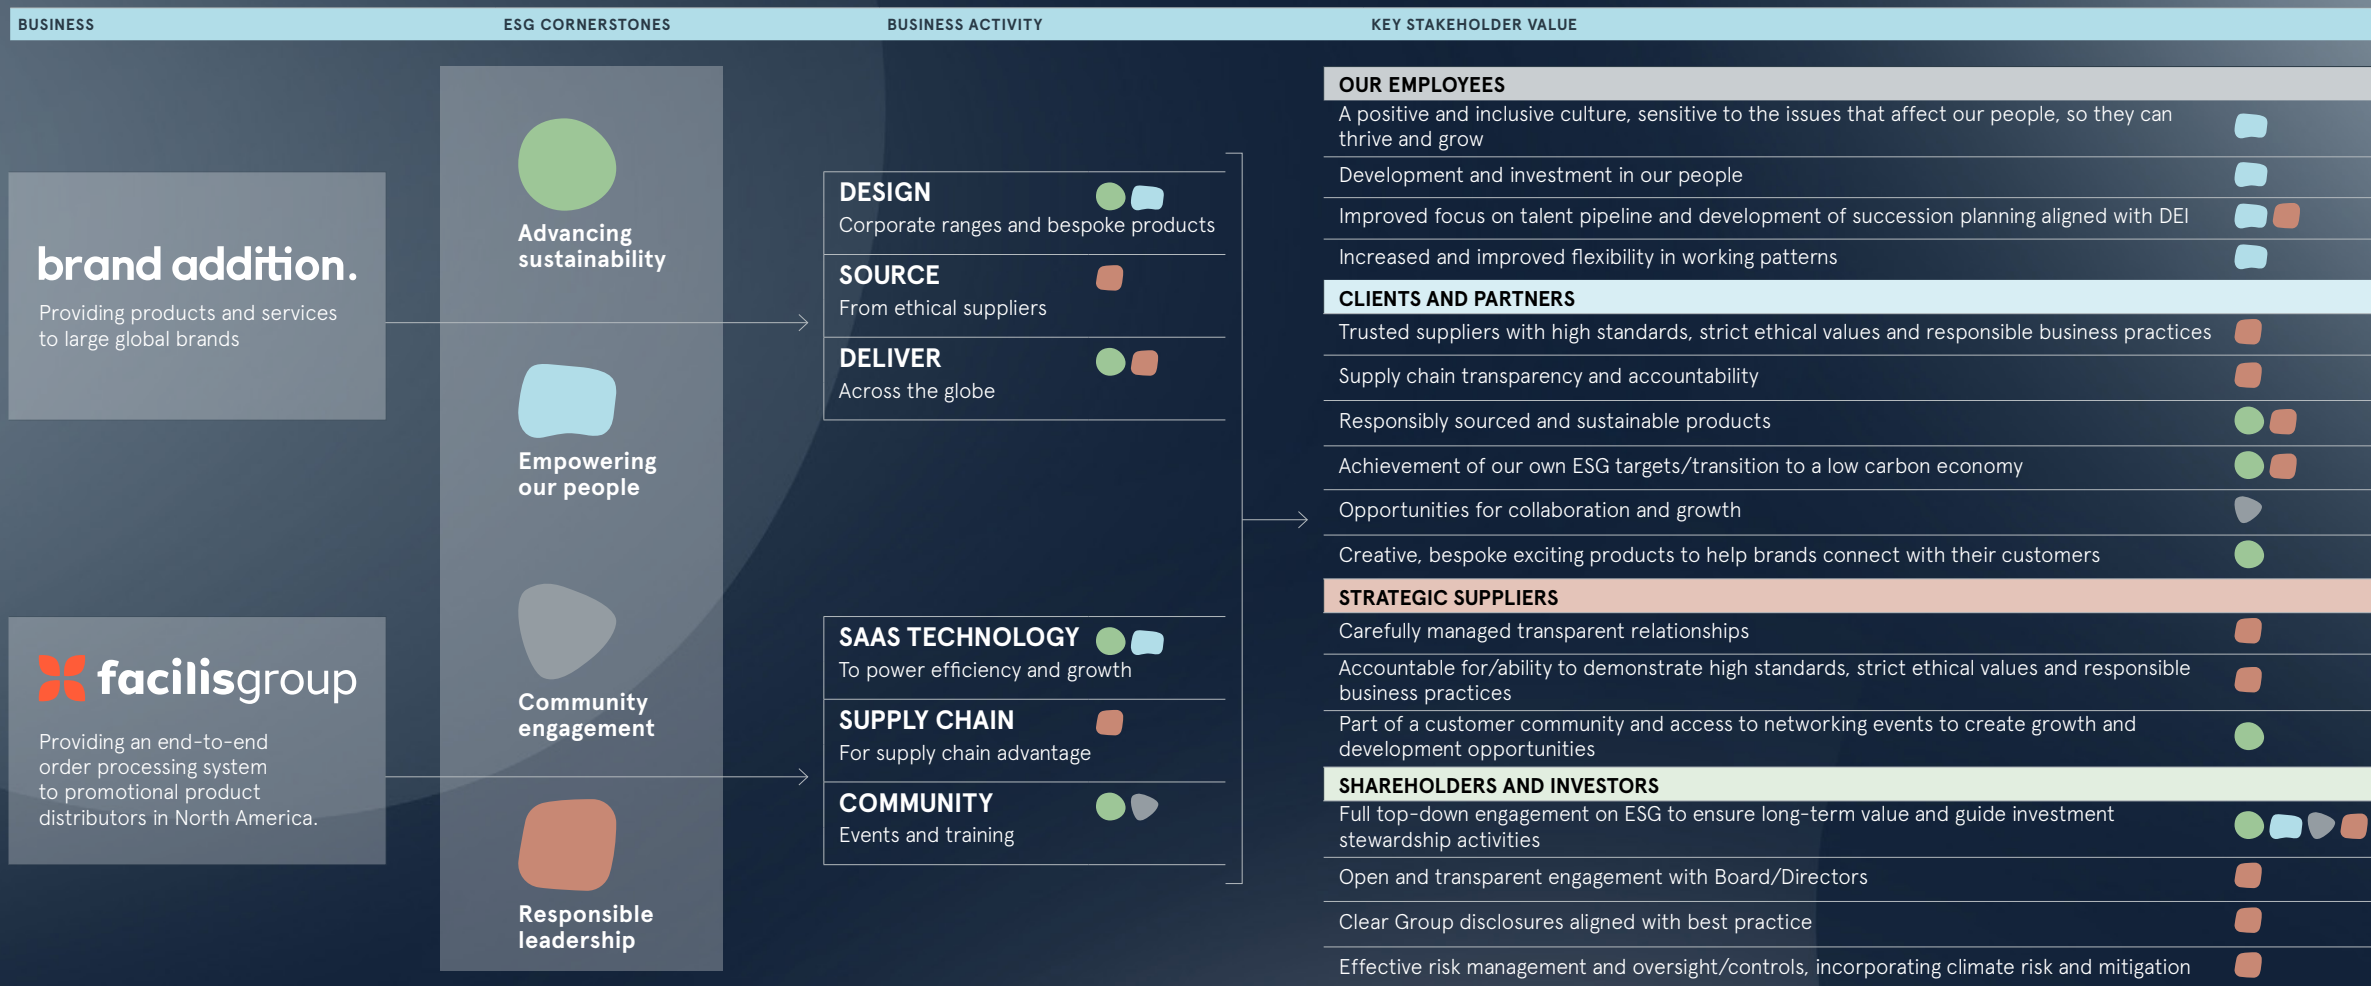 BUSINESS
ESG CORNERSTONES
BUSINESS ACTIVITY
KEY STAKEHOLDER VALUE
brand addition.
Providing products and services
to large global brands
facilisgroup
Providing an end-to-end
order processing system
to promotional product
distributors in North America.
Advancing
sustainability
Empowering
our people
Community
engagement
Responsible
leadership
DESIGN
Corporate ranges and bespoke products
SOURCE
From ethical suppliers
DELIVER
Across the globe
SAAS TECHNOLOGY
To power efficiency and growth
SUPPLY CHAIN
For supply chain advantage
COMMUNITY
Events and training
OUR EMPLOYEES
A positive and inclusive culture, sensitive to the issues that affect our people, so they can
thrive and grow
Development and investment in our people
Improved focus on talent pipeline and development of succession planning aligned with DEI
Increased and improved flexibility in working patterns
CLIENTS AND PARTNERS
Trusted suppliers with high standards, strict ethical values and responsible business practices
Supply chain transparency and accountability
Responsibly sourced and sustainable products
Achievement of our own ESG targets/transition to a low carbon economy
Opportunities for collaboration and growth
Creative, bespoke exciting products to help brands connect with their customers
STRATEGIC SUPPLIERS
Carefully managed transparent relationships
Accountable for/ability to demonstrate high standards, strict ethical values and responsible
business practices
Part of a customer community and access to networking events to create growth and
development opportunities
SHAREHOLDERS AND INVESTORS
Full top-down engagement on ESG to ensure long-term value and guide investment
stewardship activities
Open and transparent engagement with Board/Directors
Clear Group disclosures aligned with best practice
Effective risk management and oversight/controls, incorporating climate risk and mitigation